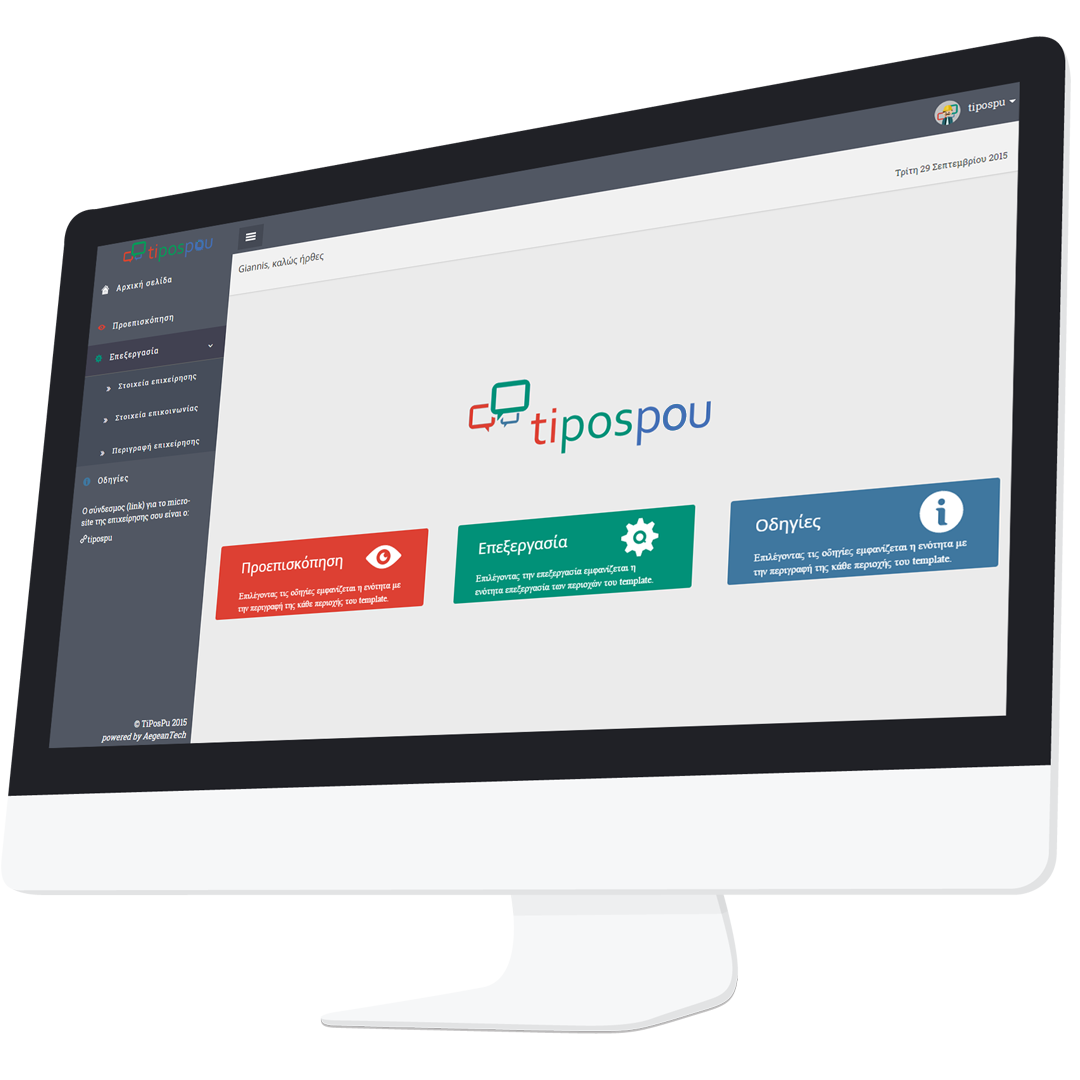 tipospu
Τρίτη 29 Σεπτεμβρίου 2015
tipospou
Giannis, καλώς ήρθες
Αρχική σελίδα
Προεπισκόπηση
Επεξεργασία
Στοιχεία επιχείρησης
Στοιχεία επικοινωνίας
Περιγραφή επιχείρησης
Οδηγίες
Ο σύνδεσμος (link) για το micro-
site της επιχείρησης σου είναι ο:
tipospu
© TiPosPu 2015
powered by AegeanTech
tipospou
Προεπισκόπηση
Επιλέγοντας τις οδηγίες εμφανίζεται η ενότητα με
την περιγραφή της κάθε περιοχής του template.
Επεξεργασία
Επιλέγοντας την επεξεργασία εμφανίζεται η
ενότητα επεξεργασία των περιοχών του template.
Οδηγίες
Επιλέγοντας τις οδηγίες εμφανίζεται η ενότητα με
την περιγραφή της κάθε περιοχής του template.